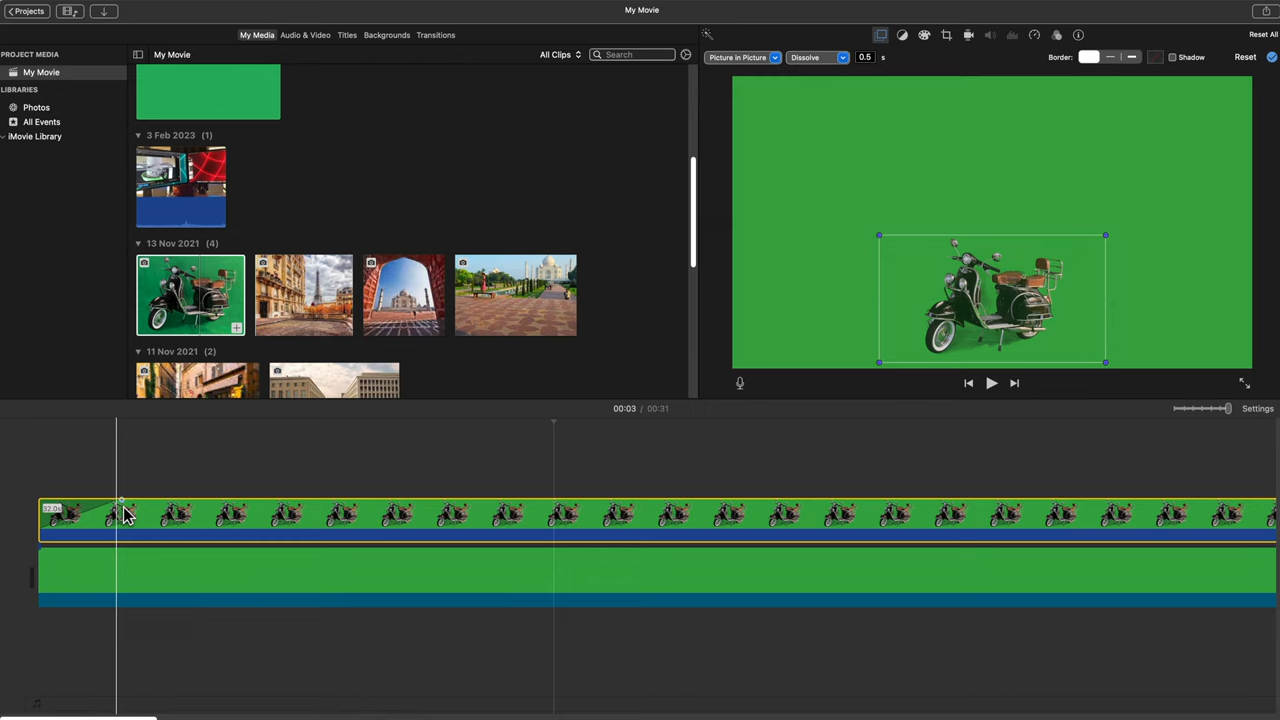 Projects
My Movie
My Media Audio & Video Titles Backgrounds Transitions
Reset All
PROJECT MEDIA
My Movie
LIBRARIES
Photos
All Events
iMovie Library
My Movie
All Clips
Search
Picture in Picture Dissolve 0.5 s
Border: Shadow Reset
3 Feb 2023 (1)
13 Nov 2021 (4)
11 Nov 2021 (2)
00:03 / 00:31
Settings
32.0s